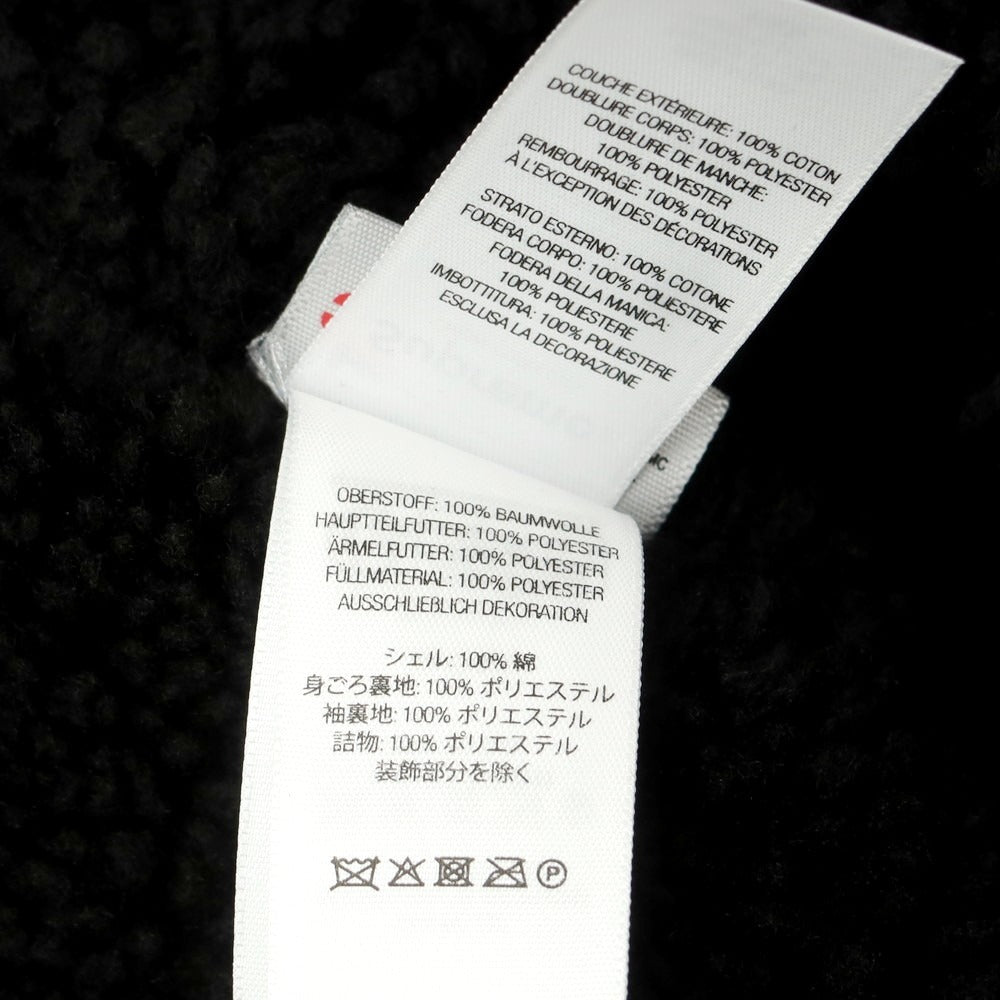 COUCHE EXTÉRIEURE: 100% COTON
DOUBLURE CORPS: 100% POLYESTER
DOUBLURE DE MANCHE:
100% POLYESTER
REMBOURRAGE: 100% POLYESTER
À L'EXCEPTION DES DÉCORATIONS
STRATO ESTERNO: 100% COTONE
FODERA CORPO: 100% POLIESTERE
FODERA DELLA MANICA:
100% POLIESTERE
IMBOTTITURA: 100% POLIESTERE
ESCLUSA LA DECORAZIONE
MC
OBERSTOFF: 100% BAUMWOLLE
HAUPTTEILFUTTER: 100% POLYESTER
ÄRMELFUTTER: 100% POLYESTER
FÜLLMATERIAL: 100% POLYESTER
AUSSCHLIEßLICH DEKORATION
シェル: 100% 綿
身ごろ裏地: 100% ポリエステル
袖裏地: 100% ポリエステル
詰物: 100% ポリエステル
装飾部分を除く
P